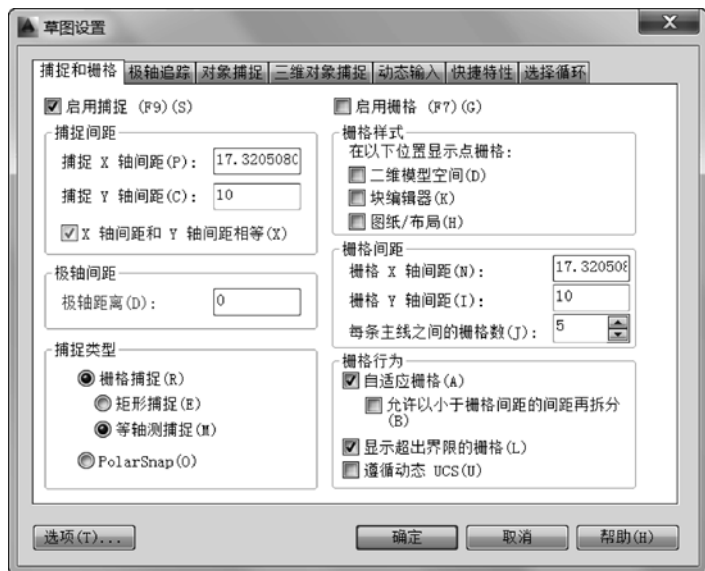 草图设置
捕捉和栅格 极轴追踪 对象捕捉 三维对象捕捉 动态输入 快捷特性 选择循环
启用捕捉 (F9)(S)
捕捉间距
捕捉 X 轴间距(P): 17.3205080
捕捉 Y 轴间距(C): 10
X 轴间距和 Y 轴间距相等(X)
极轴间距
极轴距离(D): 0
捕捉类型
栅格捕捉(R)
矩形捕捉(E)
等轴测捕捉(M)
PolarSnap(O)
启用栅格 (F7)(G)
栅格样式
在以下位置显示点栅格:
二维模型空间(D)
块编辑器(K)
图纸/布局(H)
栅格间距
栅格 X 轴间距(N): 17.320508
栅格 Y 轴间距(I): 10
每条主线之间的栅格数(J): 5
栅格行为
自适应栅格(A)
允许以小于栅格间距的间距再拆分
(B)
显示超出界限的栅格(L)
遵循动态 UCS(U)
选项(T)... 确定 取消 帮助(H)